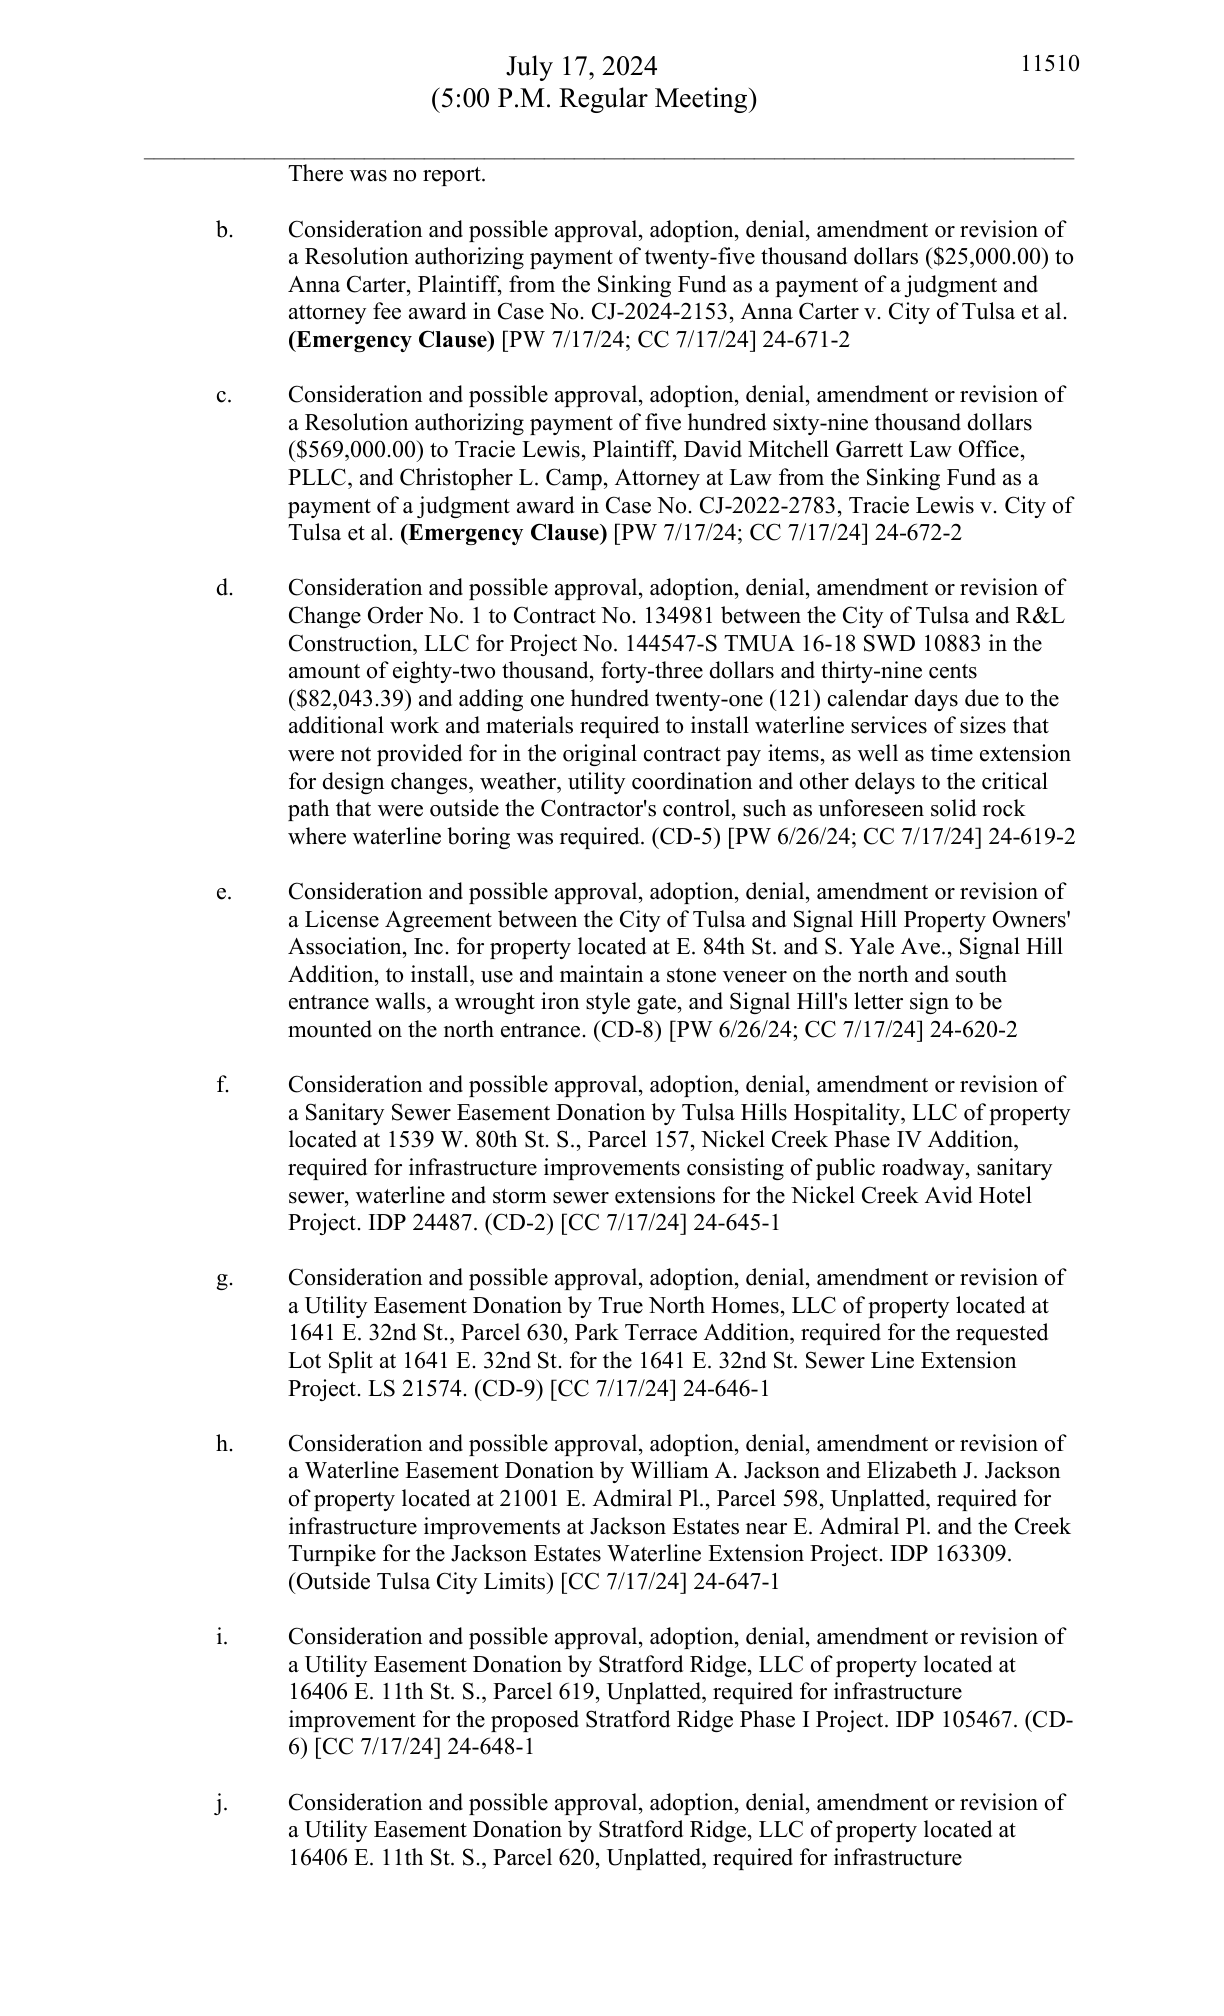 July 17, 2024
11510
(5:00 P.M. Regular Meeting)
There was no report.
b. Consideration and possible approval, adoption, denial, amendment or revision of
a Resolution authorizing payment of twenty-five thousand dollars ($25,000.00) to
Anna Carter, Plaintiff, from the Sinking Fund as a payment of a judgment and
attorney fee award in Case No. CJ-2024-2153, Anna Carter v. City of Tulsa et al.
(Emergency Clause) [PW 7/17/24; CC 7/17/24] 24-671-2
c. Consideration and possible approval, adoption, denial, amendment or revision of
a Resolution authorizing payment of five hundred sixty-nine thousand dollars
($569,000.00) to Tracie Lewis, Plaintiff, David Mitchell Garrett Law Office,
PLLC, and Christopher L. Camp, Attorney at Law from the Sinking Fund as a
payment of a judgment award in Case No. CJ-2022-2783, Tracie Lewis v. City of
Tulsa et al. (Emergency Clause) [PW 7/17/24; CC 7/17/24] 24-672-2
d. Consideration and possible approval, adoption, denial, amendment or revision of
Change Order No. 1 to Contract No. 134981 between the City of Tulsa and R&L
Construction, LLC for Project No. 144547-S TMUA 16-18 SWD 10883 in the
amount of eighty-two thousand, forty-three dollars and thirty-nine cents
($82,043.39) and adding one hundred twenty-one (121) calendar days due to the
additional work and materials required to install waterline services of sizes that
were not provided for in the original contract pay items, as well as time extension
for design changes, weather, utility coordination and other delays to the critical
path that were outside the Contractor's control, such as unforeseen solid rock
where waterline boring was required. (CD-5) [PW 6/26/24; CC 7/17/24] 24-619-2
e. Consideration and possible approval, adoption, denial, amendment or revision of
a License Agreement between the City of Tulsa and Signal Hill Property Owners'
Association, Inc. for property located at E. 84th St. and S. Yale Ave., Signal Hill
Addition, to install, use and maintain a stone veneer on the north and south
entrance walls, a wrought iron style gate, and Signal Hill's letter sign to be
mounted on the north entrance. (CD-8) [PW 6/26/24; CC 7/17/24] 24-620-2
f. Consideration and possible approval, adoption, denial, amendment or revision of
a Sanitary Sewer Easement Donation by Tulsa Hills Hospitality, LLC of property
located at 1539 W. 80th St. S., Parcel 157, Nickel Creek Phase IV Addition,
required for infrastructure improvements consisting of public roadway, sanitary
sewer, waterline and storm sewer extensions for the Nickel Creek Avid Hotel
Project. IDP 24487. (CD-2) [CC 7/17/24] 24-645-1
g. Consideration and possible approval, adoption, denial, amendment or revision of
a Utility Easement Donation by True North Homes, LLC of property located at
1641 E. 32nd St., Parcel 630, Park Terrace Addition, required for the requested
Lot Split at 1641 E. 32nd St. for the 1641 E. 32nd St. Sewer Line Extension
Project. LS 21574. (CD-9) [CC 7/17/24] 24-646-1
h. Consideration and possible approval, adoption, denial, amendment or revision of
a Waterline Easement Donation by William A. Jackson and Elizabeth J. Jackson
of property located at 21001 E. Admiral Pl., Parcel 598, Unplatted, required for
infrastructure improvements at Jackson Estates near E. Admiral Pl. and the Creek
Turnpike for the Jackson Estates Waterline Extension Project. IDP 163309.
(Outside Tulsa City Limits) [CC 7/17/24] 24-647-1
i. Consideration and possible approval, adoption, denial, amendment or revision of
a Utility Easement Donation by Stratford Ridge, LLC of property located at
16406 E. 11th St. S., Parcel 619, Unplatted, required for infrastructure
improvement for the proposed Stratford Ridge Phase I Project. IDP 105467. (CD-
6) [CC 7/17/24] 24-648-1
j. Consideration and possible approval, adoption, denial, amendment or revision of
a Utility Easement Donation by Stratford Ridge, LLC of property located at
16406 E. 11th St. S., Parcel 620, Unplatted, required for infrastructure